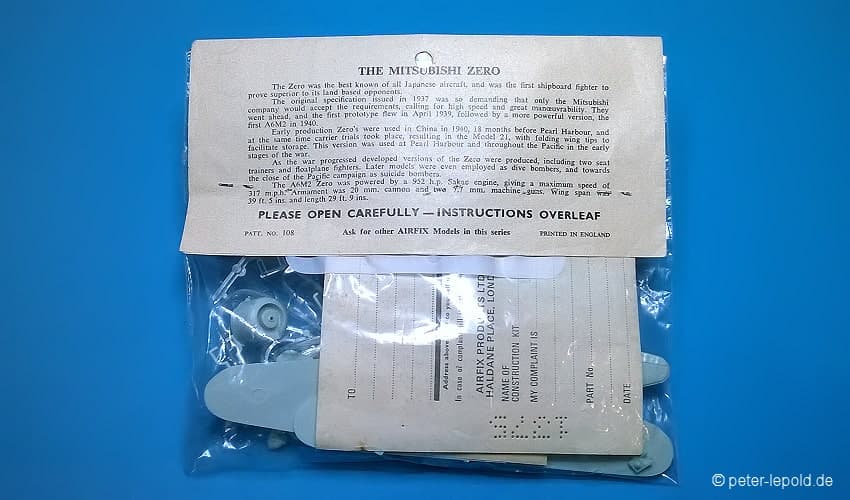 THE MITSUBISHI ZERO
The Zero was the best known of all Japanese aircraft, and was the first shipboard fighter to
prove superior to its land based opponents.
The original specification issued in 1937 was so demanding that only the Mitsubishi
company would accept the requirements, calling for high speed and great manœuvrability. They
went ahead, and the first prototype flew in April 1939, followed by a more powerful version, the
first A6M2 in 1940.
Early production Zero's were used in China in 1940, 18 months before Pearl Harbour, and
at the same time carrier trials took place, resulting in the Model 21, with folding wing tips to
facilitate storage. This version was used at Pearl Harbour and throughout the Pacific in the early
stages of the war.
As the war progressed developed versions of the Zero were produced, including two seat
trainers and floatplane fighters. Later models were even employed as dive bombers, and towards
the close of the Pacific campaign as suicide bombers.
The A6M2 Zero was powered by a 952 h.p. Sakae engine, giving a maximum speed of
317 m.p.h. Armament was 20 mm. cannon and two 7.7 mm. machine guns. Wing span was
39 ft. 5 ins. and length 29 ft. 9 ins.
PLEASE OPEN CAREFULLY — INSTRUCTIONS OVERLEAF
PATT. NO. 108 Ask for other AIRFIX Models in this series PRINTED IN ENGLAND
TO
Address above
In case of complaint
AIRFIX PRODUCTS LTD
HALDANE PLACE, LOND
NAME OF
CONSTRUCTION KIT
MY COMPLAINT IS
PART No.
DATE
© peter-lepold.de